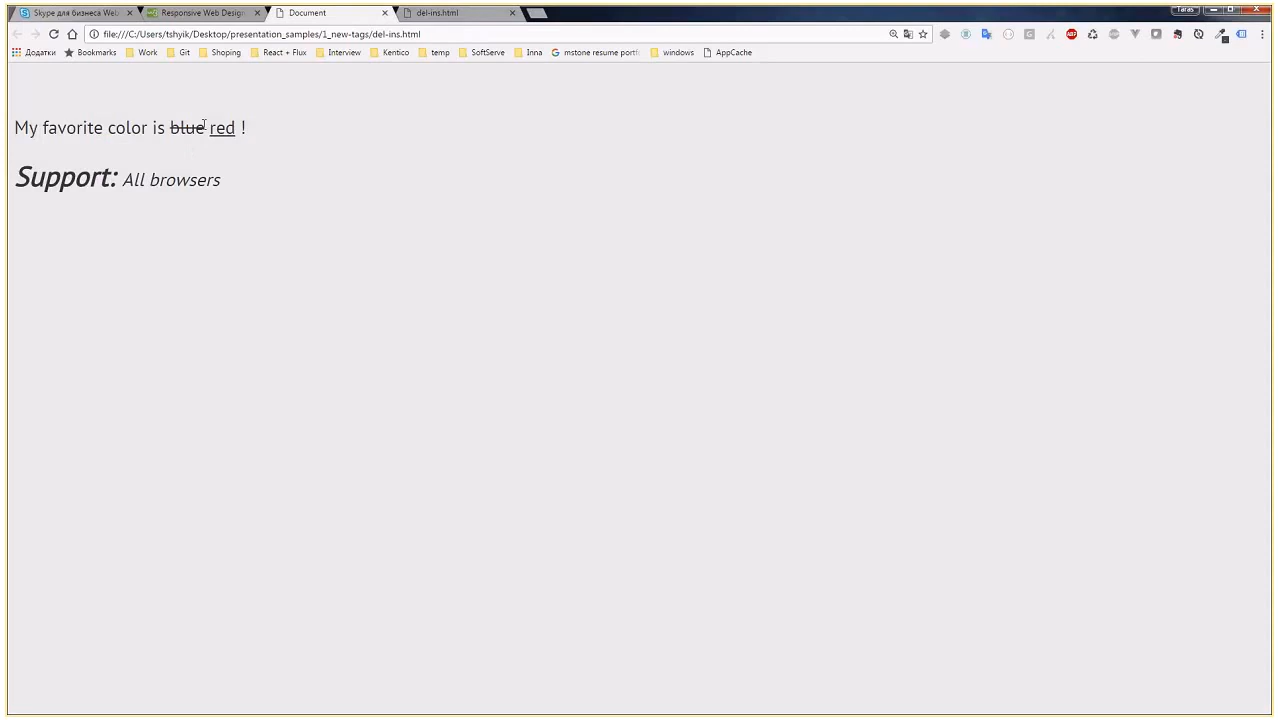 Skype для бизнеса Web
Responsive Web Design
Document
del-ins.html
Taras
file:///C:/Users/tshyik/Desktop/presentation_samples/1_new-tags/del-ins.html
Додатки Bookmarks Work Git Shoping React + Flux Interview Kentico temp SoftServe Inna mstone resume portf windows AppCache
My favorite color is blue red !
Support: All browsers